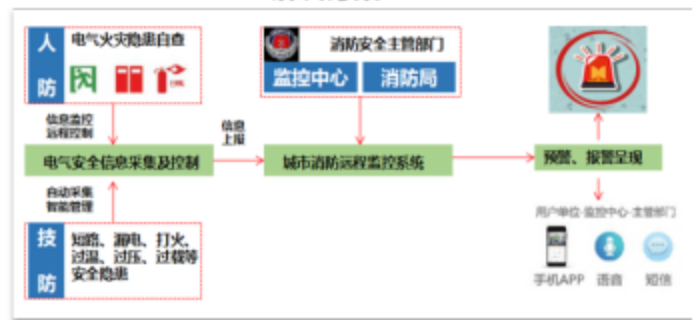 人防
电气火灾隐患自查
消防安全主管部门
监控中心
消防局
信息监控
远程控制
信息
上报
电气安全信息采集及控制
城市消防远程监控系统
预警、报警呈现
自动采集
智能管理
用户单位·监控中心·主管部门
技防
短路、漏电、打火、
过温、过压、过载等
安全隐患
手机APP
语音
短信